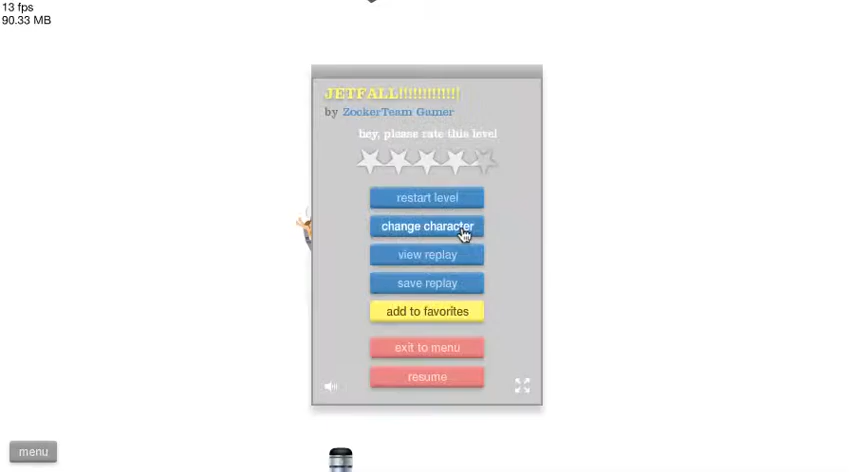 13 fps
90.33 MB
JETFALL!!!!!!!!!!!!!
by ZockerTeam Gamer
hey, please rate this level
restart level
change character
view replay
save replay
add to favorites
exit to menu
resume
menu